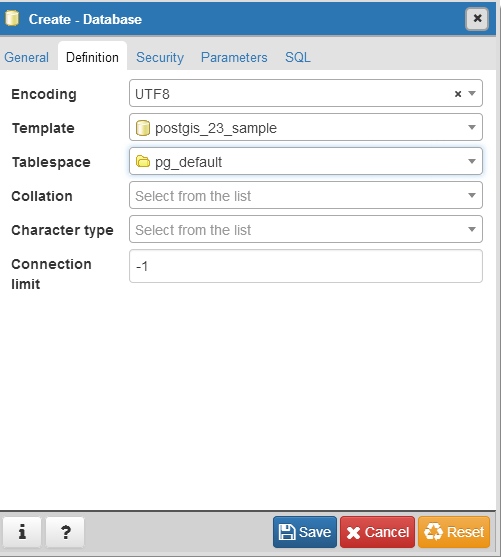 Create - Database
General Definition Security Parameters SQL
Encoding UTF8
Template postgis_23_sample
Tablespace pg_default
Collation Select from the list
Character type Select from the list
Connection limit -1
i ? Save Cancel Reset